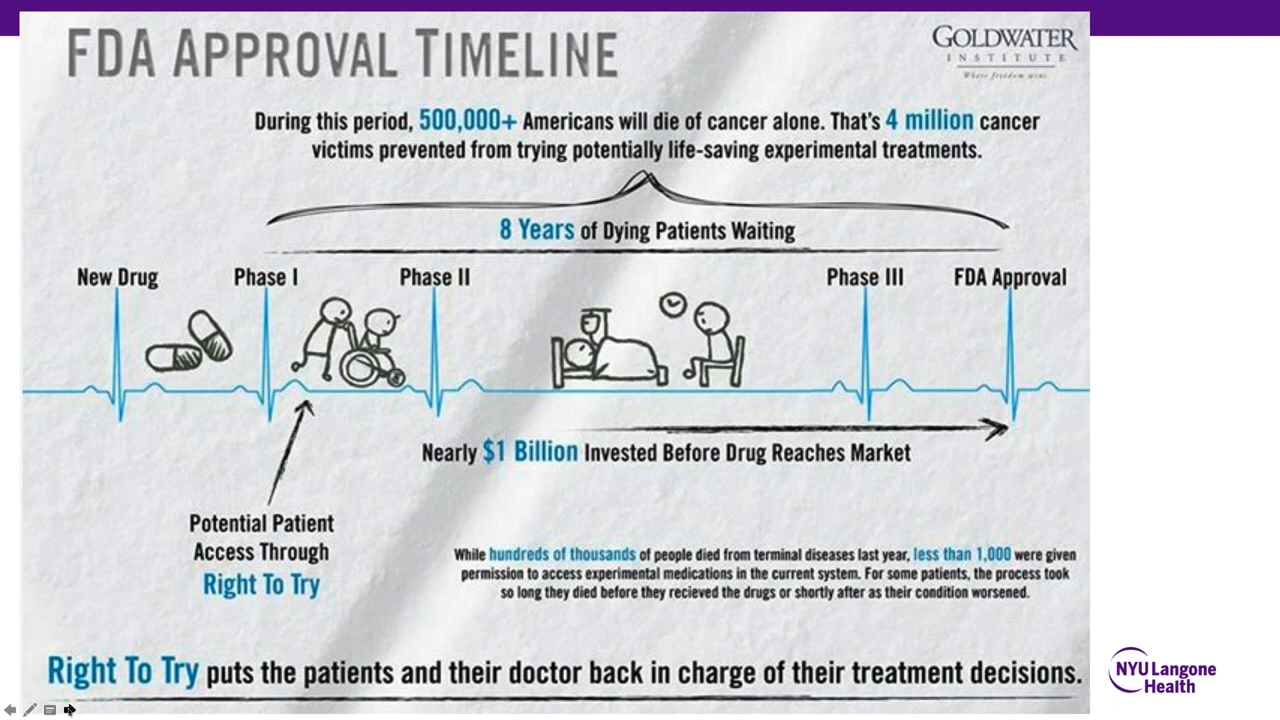 FDA APPROVAL TIMELINE
GOLDWATER
INSTITUTE
Where freedom wins.
During this period, 500,000+ Americans will die of cancer alone. That's 4 million cancer
victims prevented from trying potentially life-saving experimental treatments.
8 Years of Dying Patients Waiting
New Drug
Phase I
Phase II
Phase III
FDA Approval
Nearly $1 Billion Invested Before Drug Reaches Market
Potential Patient
Access Through
Right To Try
While hundreds of thousands of people died from terminal diseases last year, less than 1,000 were given
permission to access experimental medications in the current system. For some patients, the process took
so long they died before they recieved the drugs or shortly after as their condition worsened.
Right To Try puts the patients and their doctor back in charge of their treatment decisions.
NYU Langone
Health